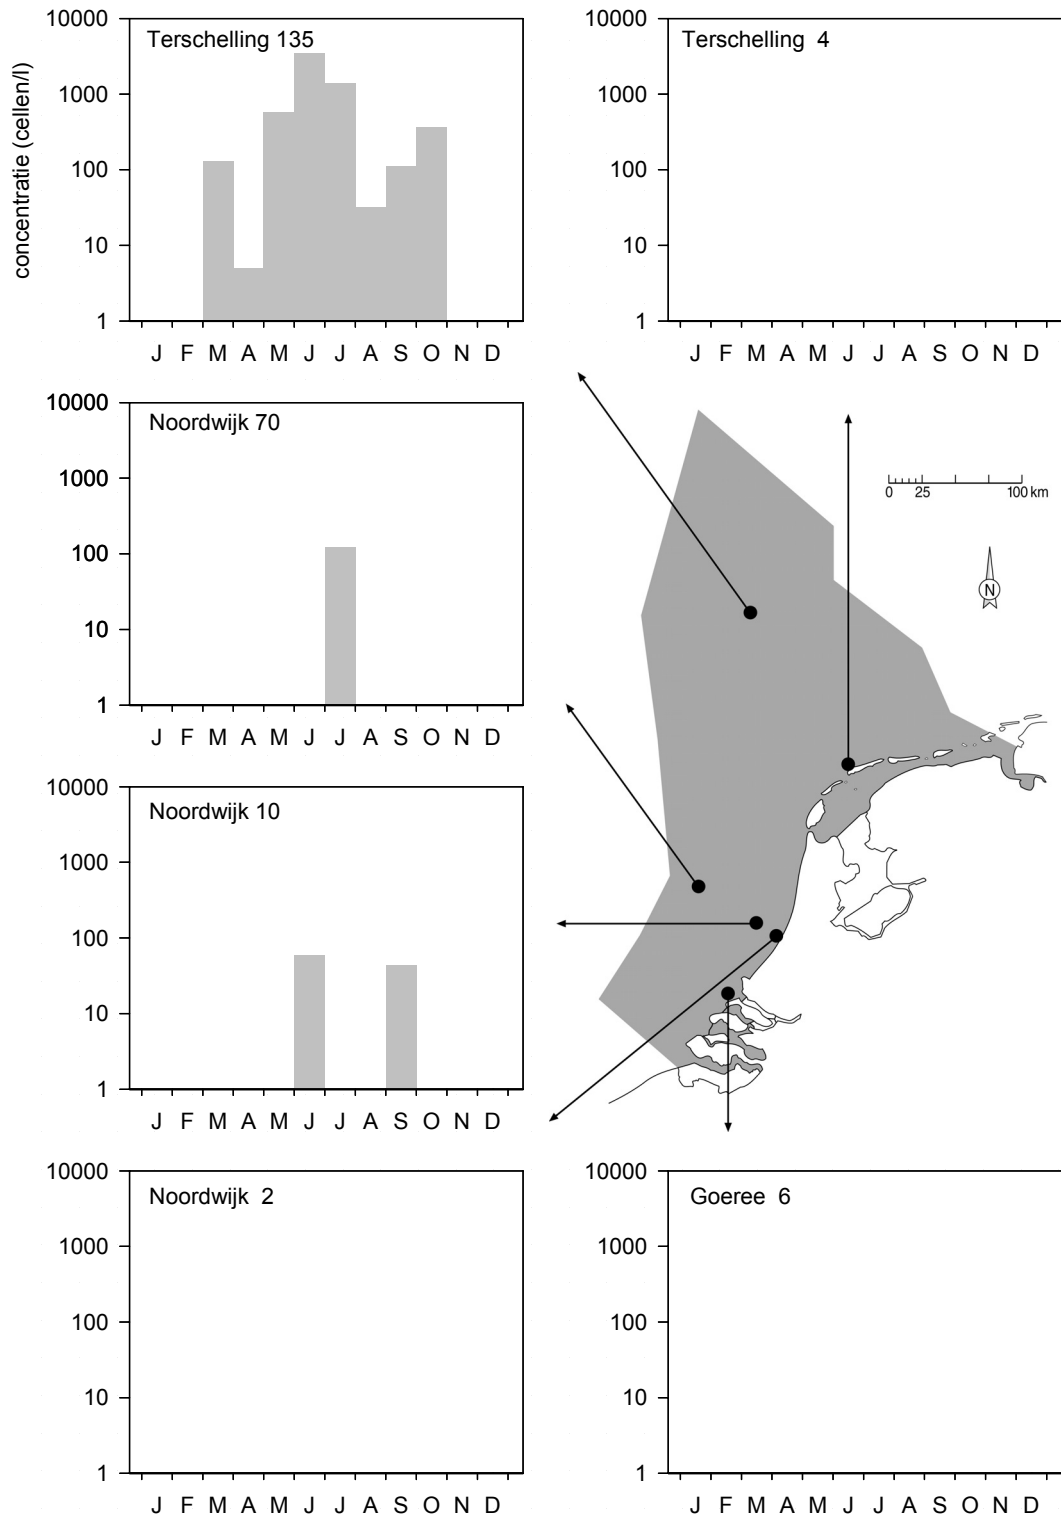 concentratie (cellen/l)
Terschelling 135
10000
1000
100
10
1
J F M A M J J A S O N D
Terschelling 4
10000
1000
100
10
1
J F M A M J J A S O N D
Noordwijk 70
10000
1000
100
10
1
J F M A M J J A S O N D
0 25 100 km
N
Noordwijk 10
10000
1000
100
10
1
J F M A M J J A S O N D
Noordwijk 2
10000
1000
100
10
1
J F M A M J J A S O N D
Goeree 6
10000
1000
100
10
1
J F M A M J J A S O N D